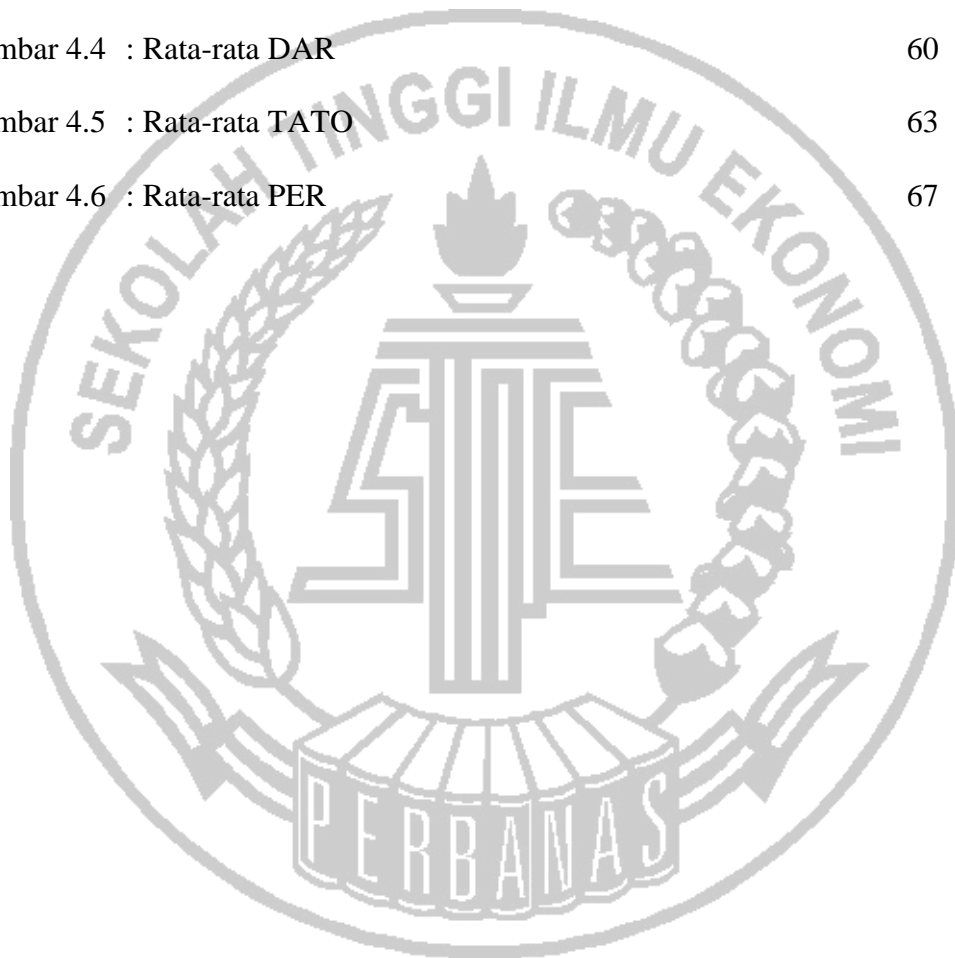 mbar 4.4 : Rata-rata DAR 60
mbar 4.5 : Rata-rata TATO 63
mbar 4.6 : Rata-rata PER 67
SEKOLAH TINGGI ILMU EKONOMI
STIE
PERBANAS